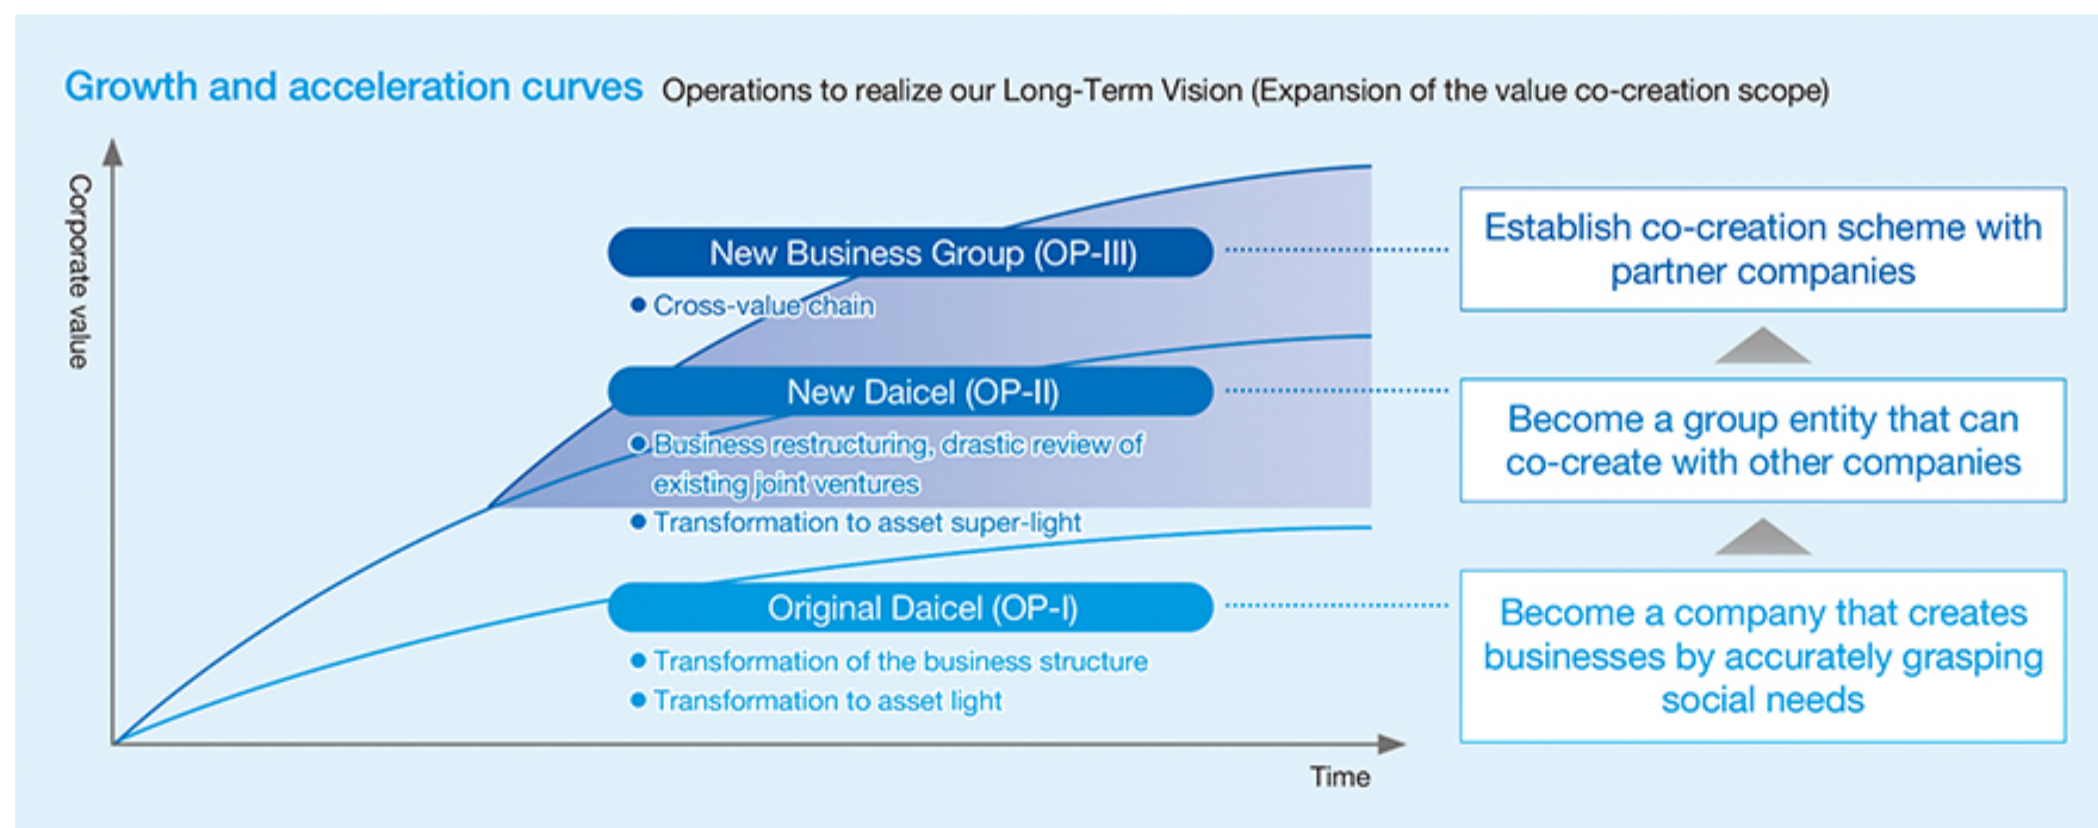 Growth and acceleration curves Operations to realize our Long-Term Vision (Expansion of the value co-creation scope)
Corporate value
New Business Group (OP-III)
● Cross-value chain
New Daicel (OP-II)
● Business restructuring, drastic review of
existing joint ventures
● Transformation to asset super-light
Original Daicel (OP-I)
● Transformation of the business structure
● Transformation to asset light
Time
Establish co-creation scheme with
partner companies
Become a group entity that can
co-create with other companies
Become a company that creates
businesses by accurately grasping
social needs